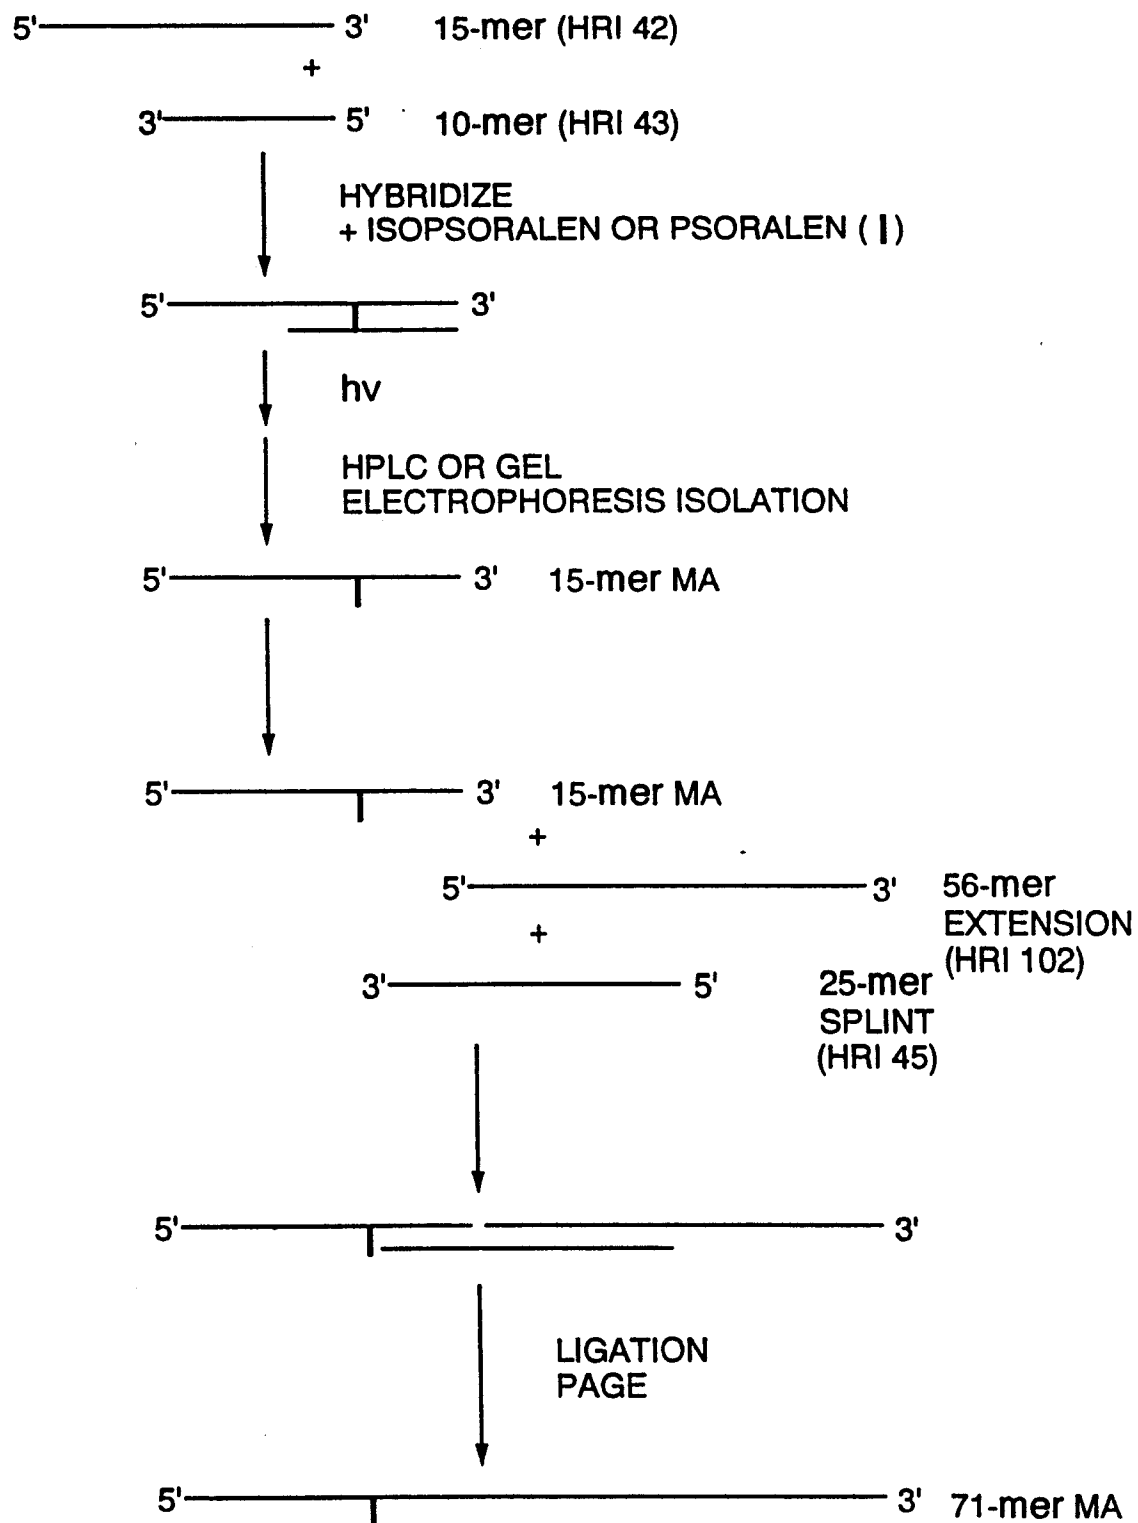 5' 3' 15-mer (HRI 42)
+
3' 5' 10-mer (HRI 43)
HYBRIDIZE
+ ISOPSORALEN OR PSORALEN ( | )
5' 3'
hν
HPLC OR GEL
ELECTROPHORESIS ISOLATION
5' 3' 15-mer MA
5' 3' 15-mer MA
+
5' 3' 56-mer
EXTENSION
(HRI 102)
+
3' 5' 25-mer
SPLINT
(HRI 45)
5' 3'
LIGATION
PAGE
5' 3' 71-mer MA